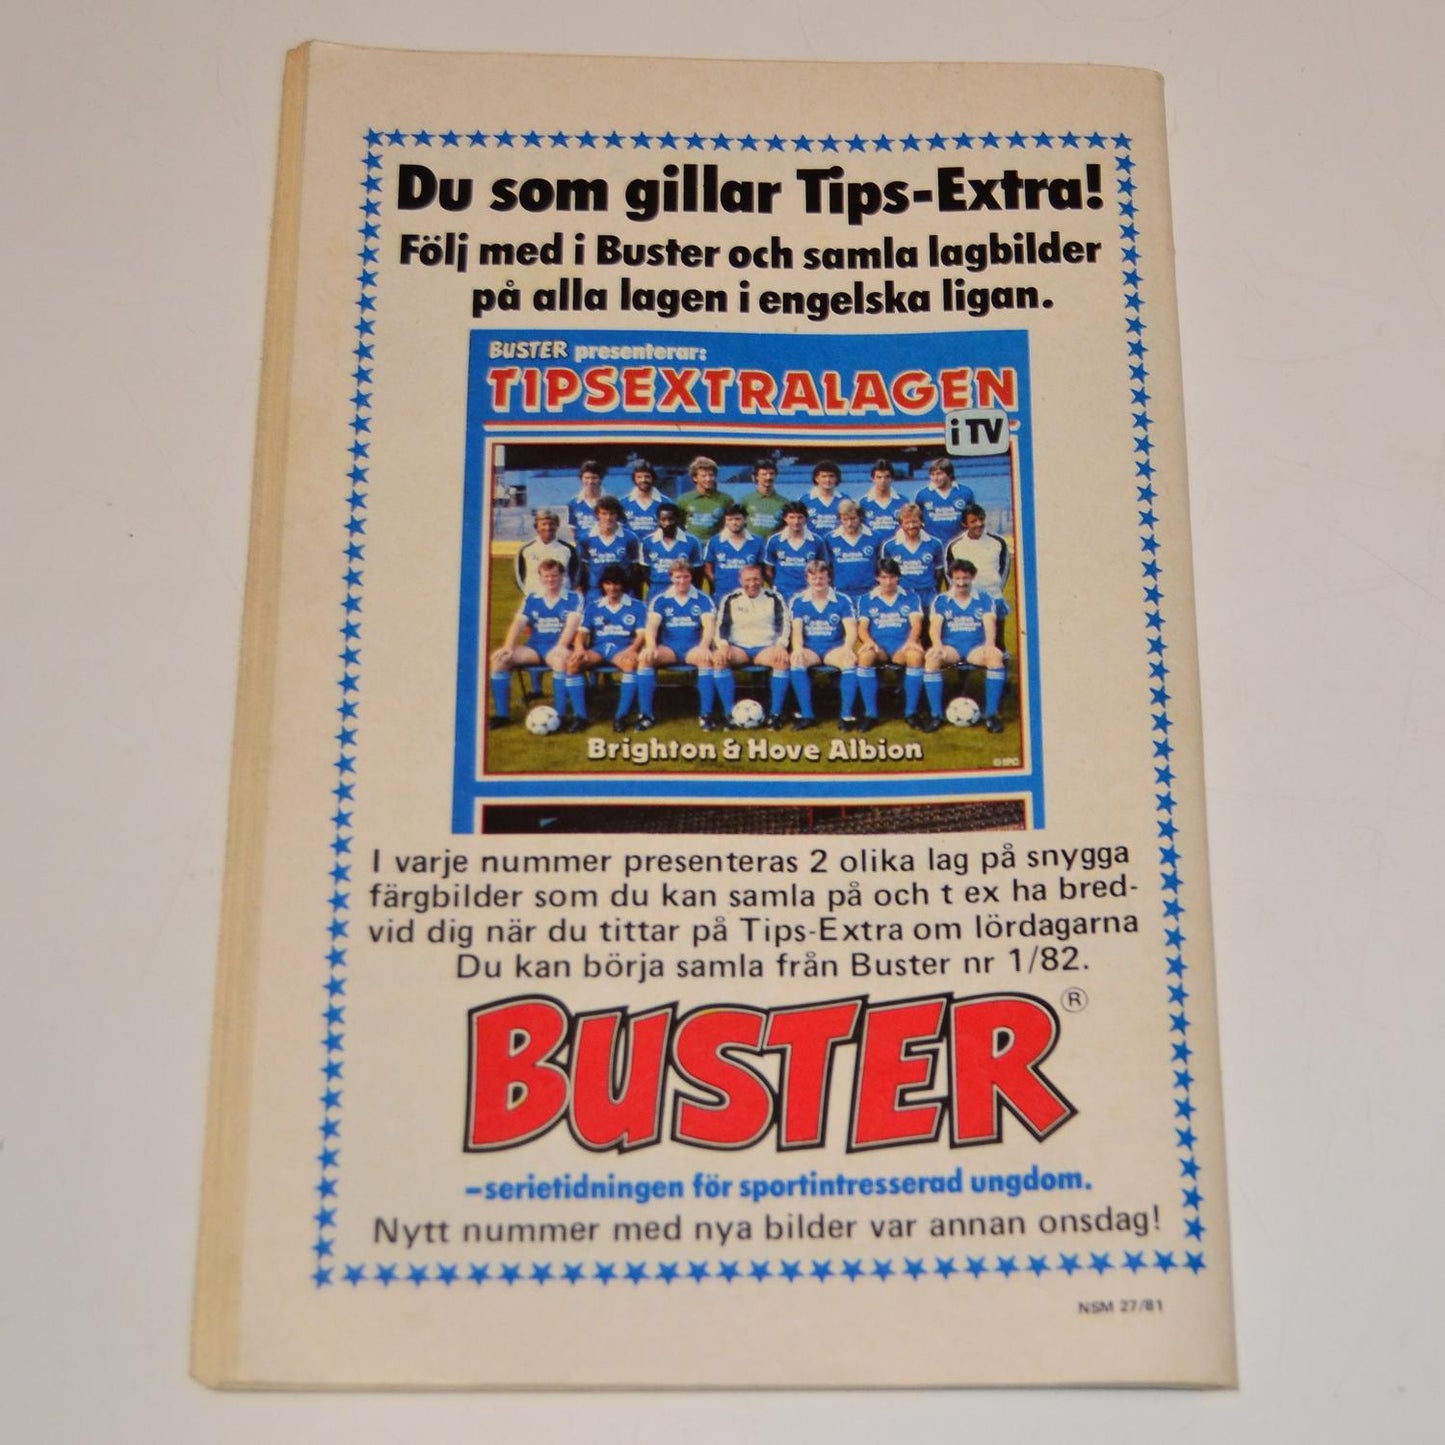 Du som gillar Tips-Extra!
Följ med i Buster och samla lagbilder
på alla lagen i engelska ligan.
BUSTER presenterar:
TIPSEXTRALAGEN
i TV
Brighton & Hove Albion
© IPC
I varje nummer presenteras 2 olika lag på snygga
färgbilder som du kan samla på och t ex ha bred-
vid dig när du tittar på Tips-Extra om lördagarna
Du kan börja samla från Buster nr 1/82.
BUSTER®
–serietidningen för sportintresserad ungdom.
Nytt nummer med nya bilder var annan onsdag!
NSM 27/81